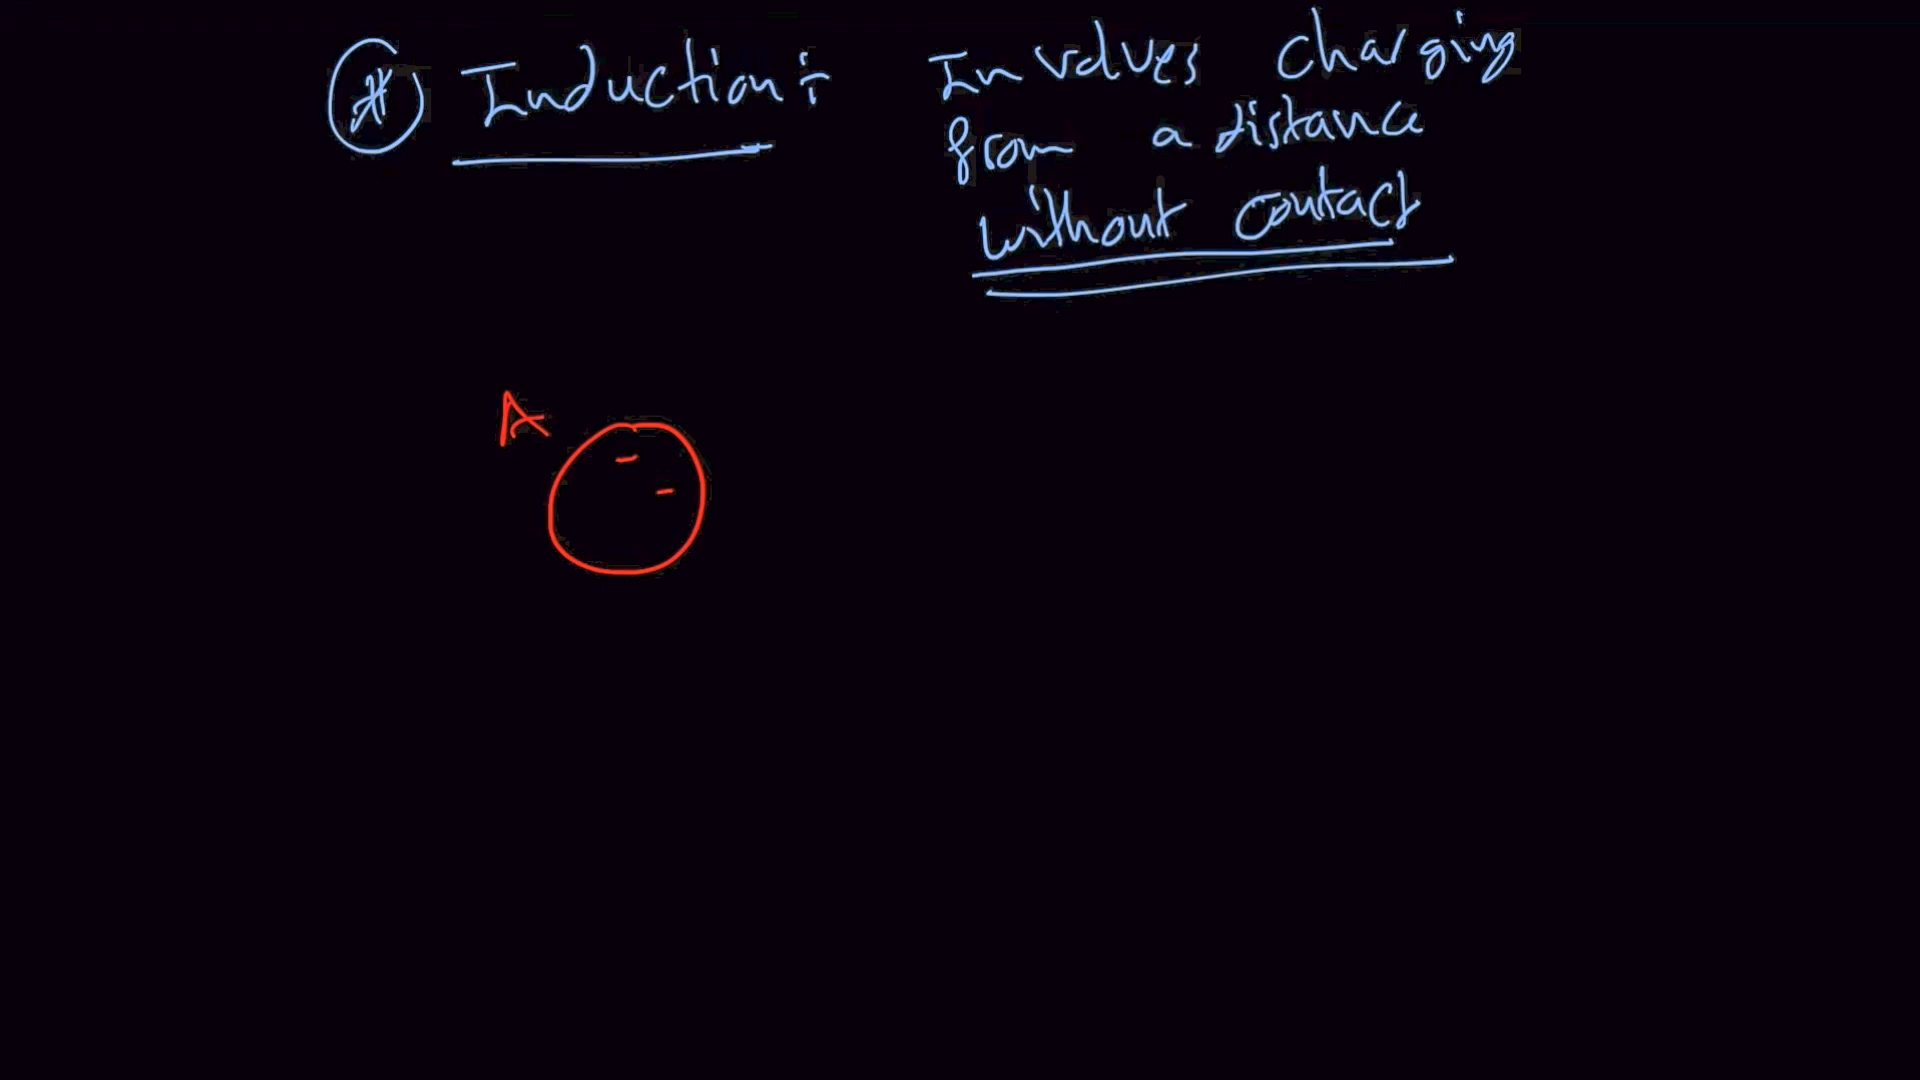 * Induction: Involves charging
from a distance
without contact
A
- -